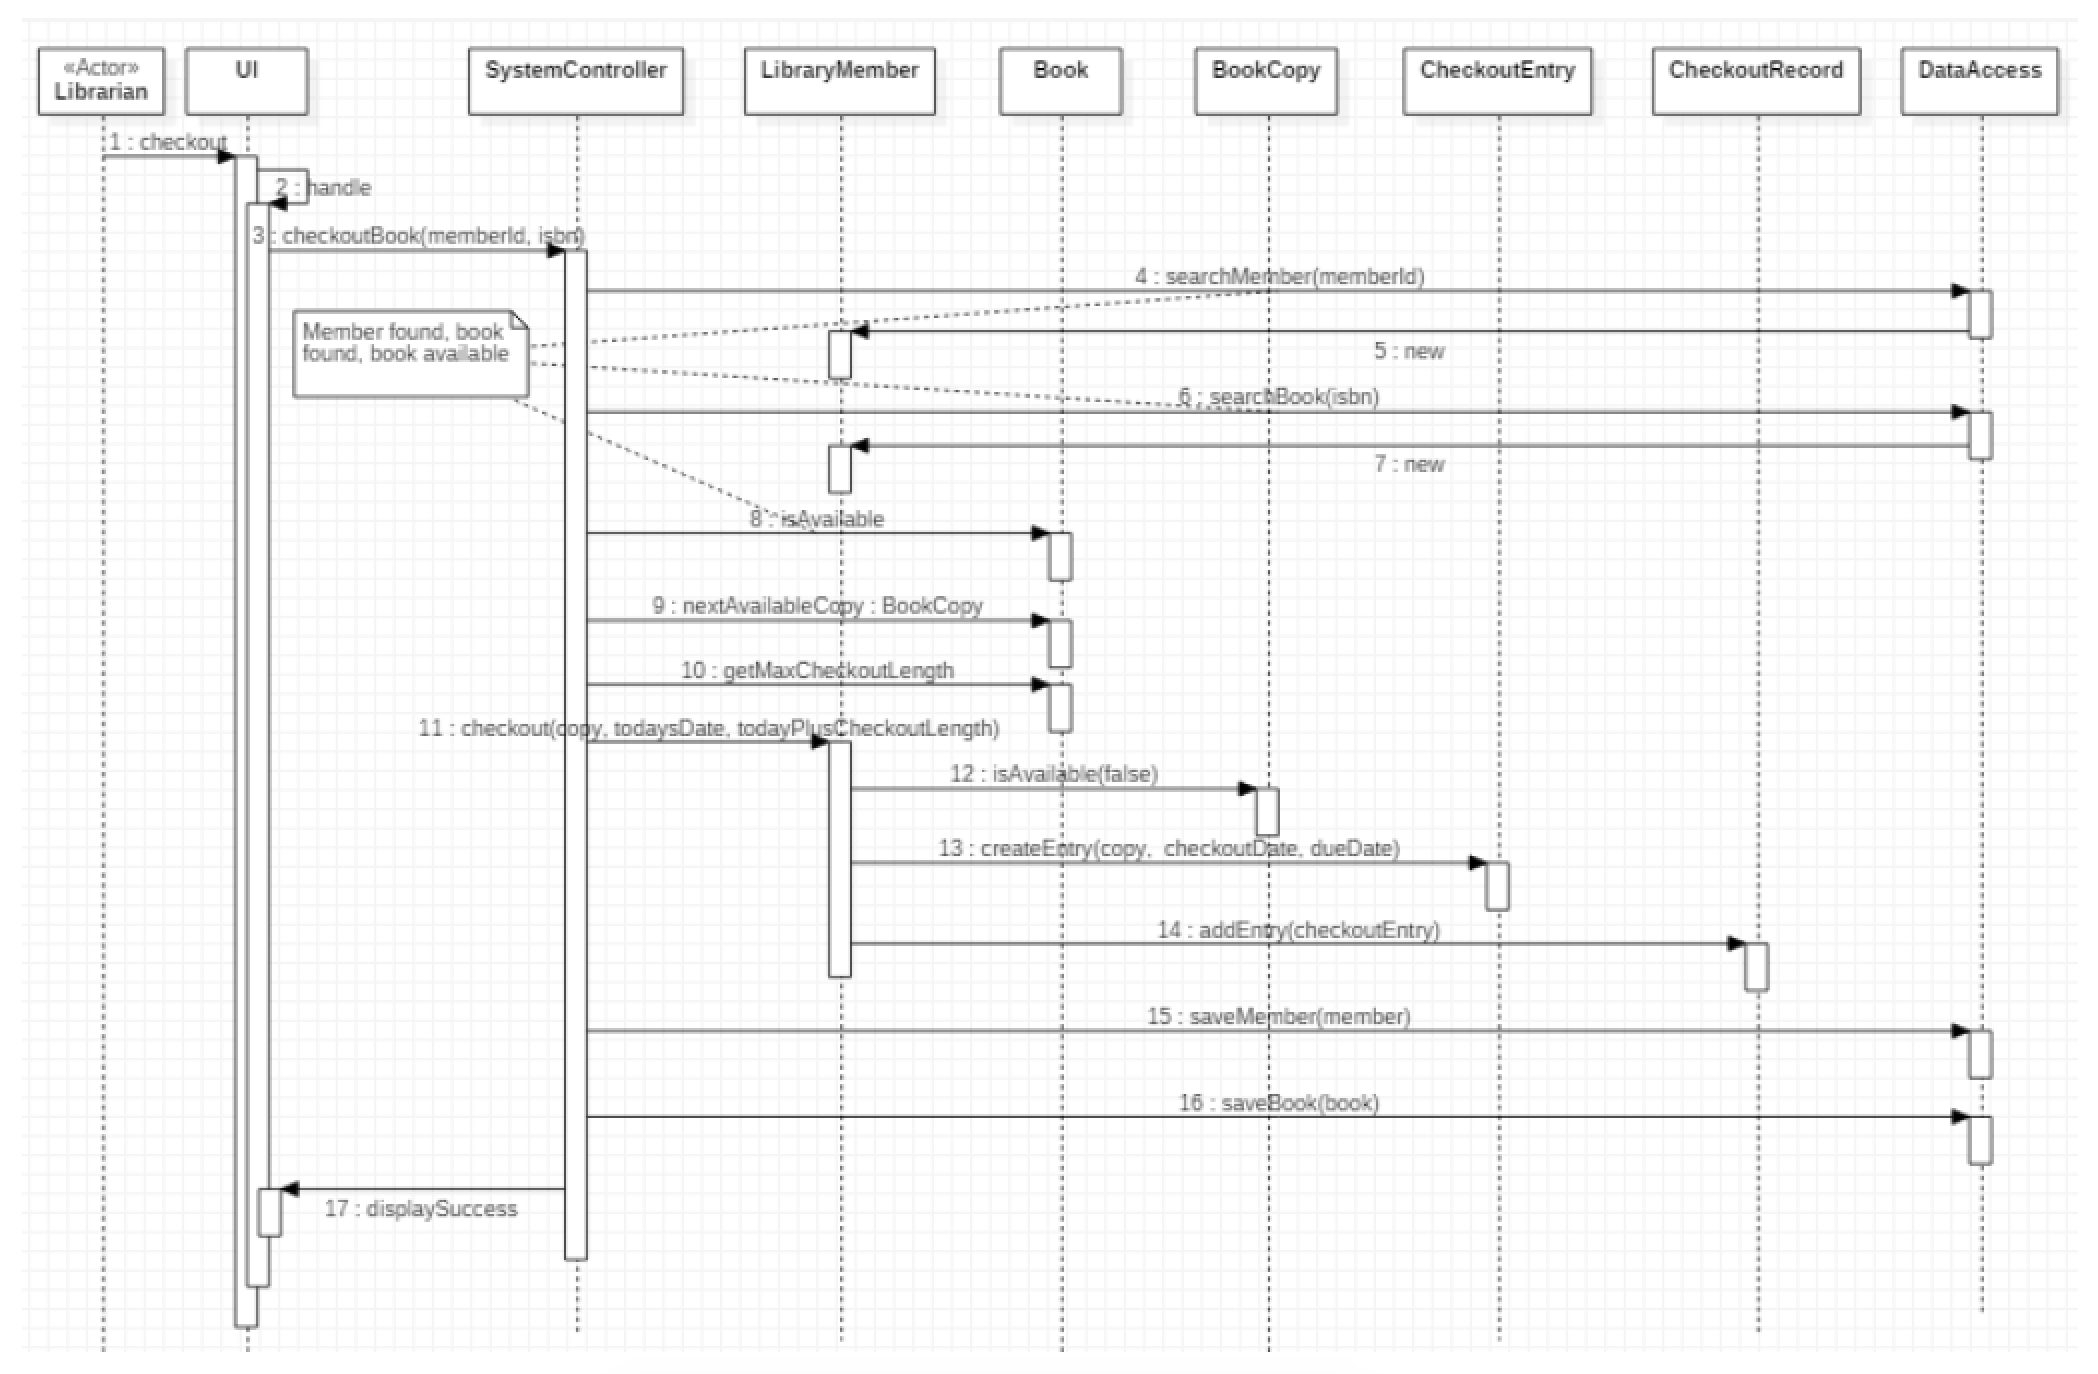 «Actor»
Librarian
UI
SystemController
LibraryMember
Book
BookCopy
CheckoutEntry
CheckoutRecord
DataAccess
1 : checkout
2 : handle
3 : checkoutBook(memberId, isbn)
4 : searchMember(memberId)
Member found, book
found, book available
5 : new
6 : searchBook(isbn)
7 : new
8 : isAvailable
9 : nextAvailableCopy : BookCopy
10 : getMaxCheckoutLength
11 : checkout(copy, todaysDate, todayPlusCheckoutLength)
12 : isAvailable(false)
13 : createEntry(copy,  checkoutDate, dueDate)
14 : addEntry(checkoutEntry)
15 : saveMember(member)
16 : saveBook(book)
17 : displaySuccess